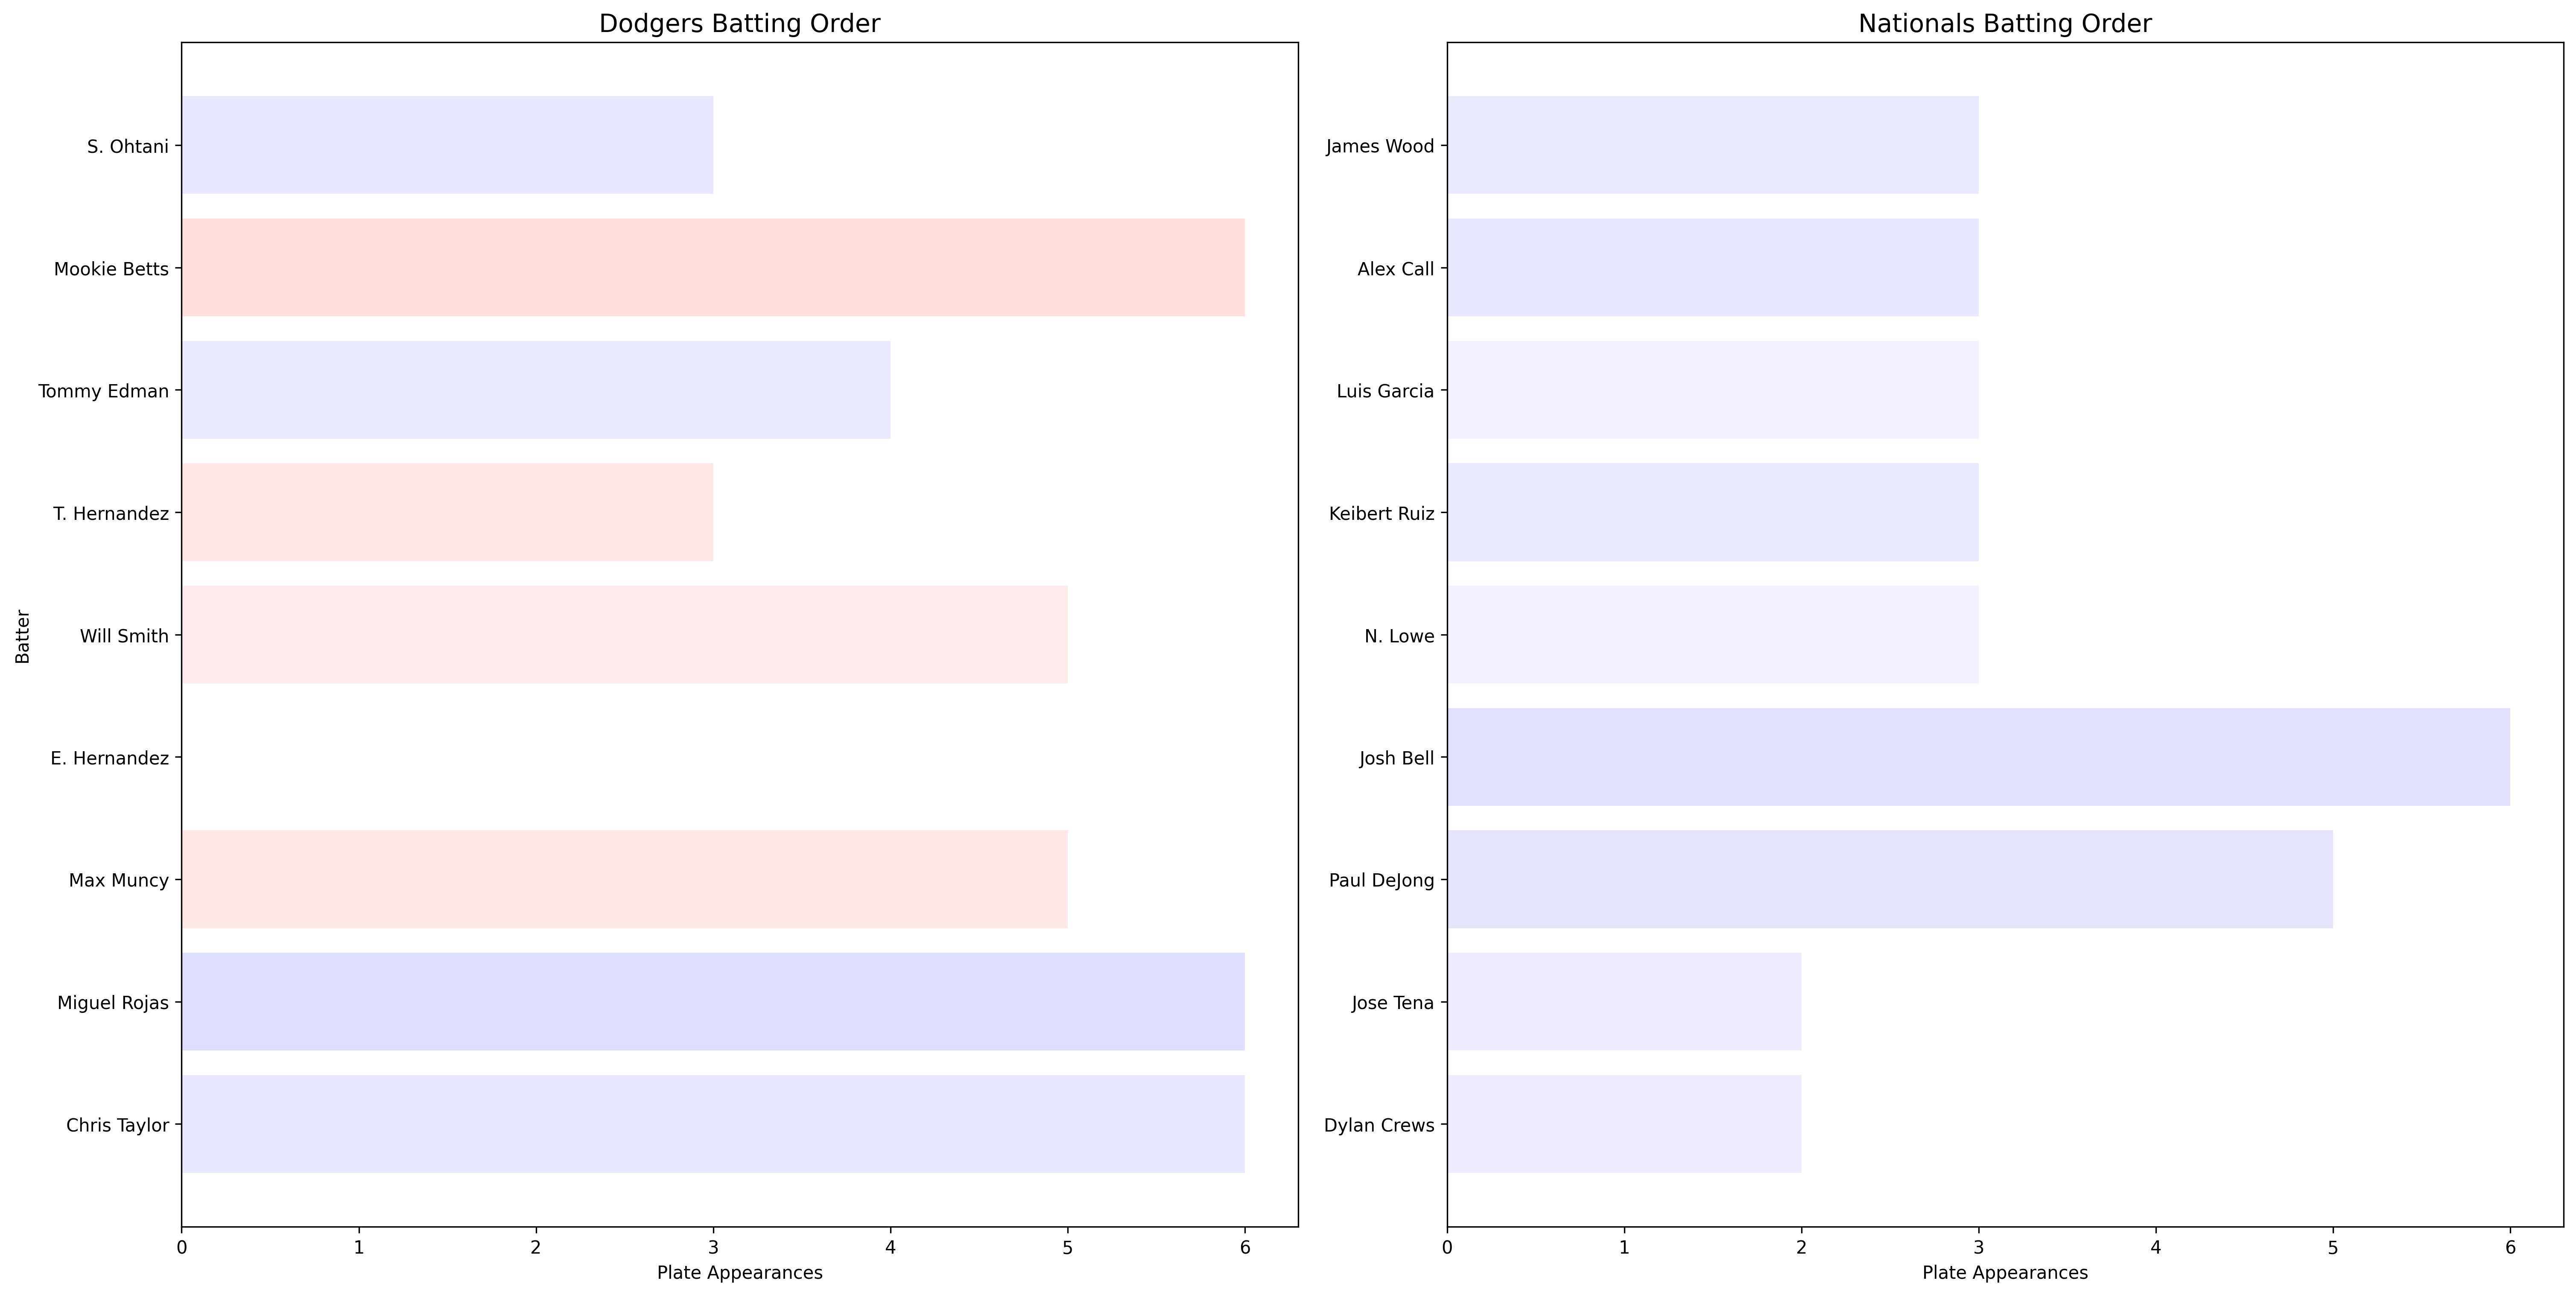 Dodgers Batting Order
Batter
S. Ohtani
Mookie Betts
Tommy Edman
T. Hernandez
Will Smith
E. Hernandez
Max Muncy
Miguel Rojas
Chris Taylor
0 1 2 3 4 5 6
Plate Appearances
Nationals Batting Order
James Wood
Alex Call
Luis Garcia
Keibert Ruiz
N. Lowe
Josh Bell
Paul DeJong
Jose Tena
Dylan Crews
0 1 2 3 4 5 6
Plate Appearances